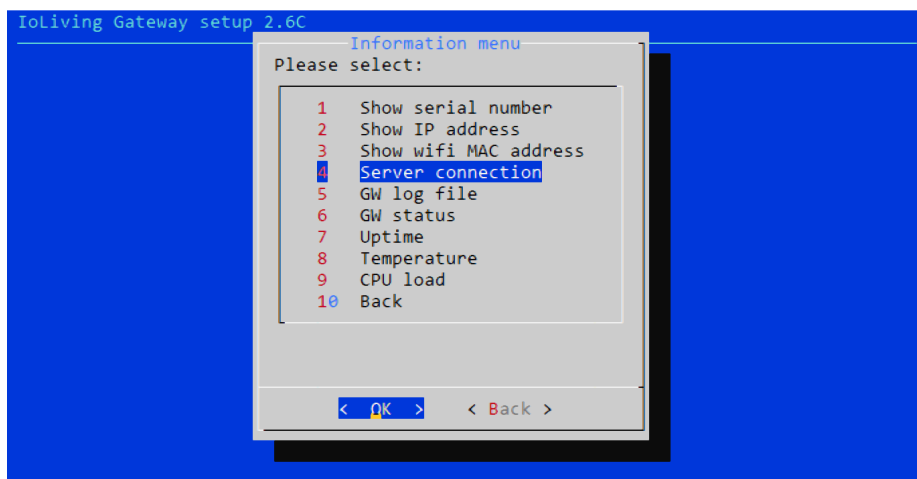 IoLiving Gateway setup 2.6C
Information menu
Please select:
1 Show serial number
2 Show IP address
3 Show wifi MAC address
4 Server connection
5 GW log file
6 GW status
7 Uptime
8 Temperature
9 CPU load
10 Back
< OK > < Back >